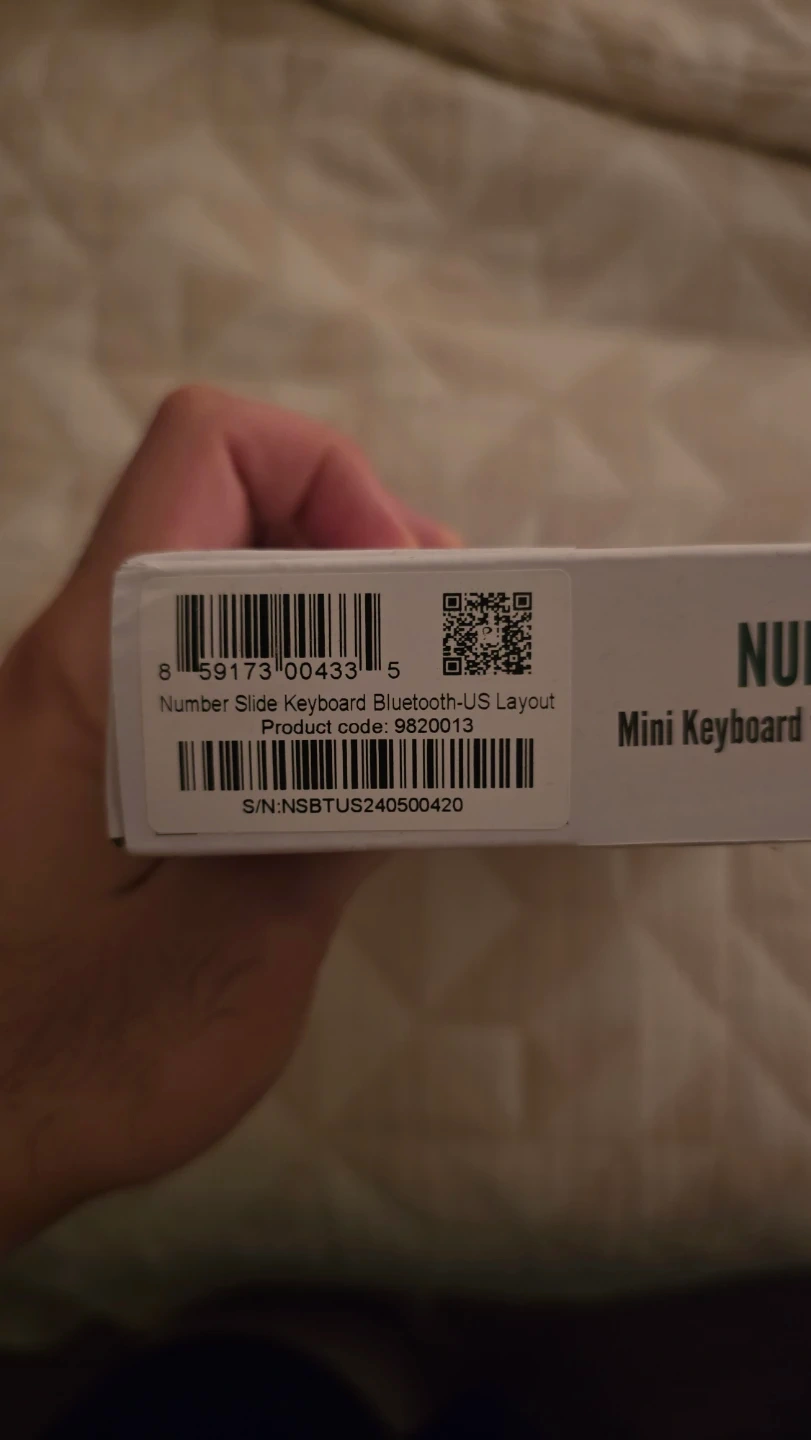 8 59173 00433 5
Number Slide Keyboard Bluetooth-US Layout
Product code: 9820013
S/N:NSBTUS240500420
Mini Keyboard